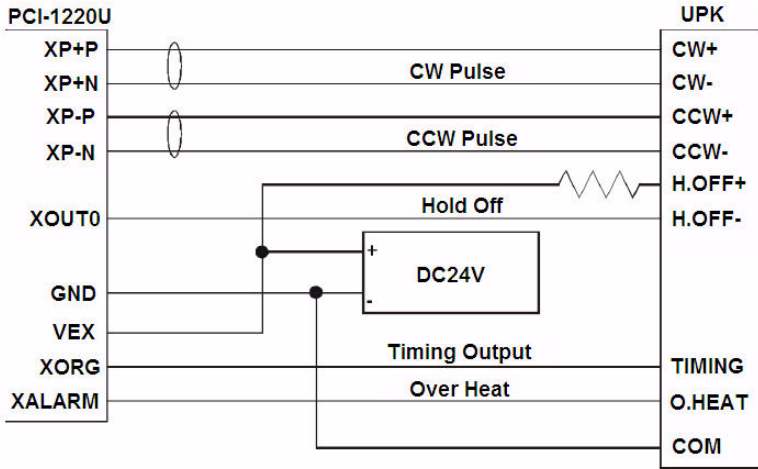 PCI-1220U
UPK
XP+P
CW+
CW Pulse
XP+N
CW-
XP-P
CCW+
CCW Pulse
XP-N
CCW-
H.OFF+
Hold Off
XOUT0
H.OFF-
+
DC24V
-
GND
VEX
Timing Output
XORG
TIMING
Over Heat
XALARM
O.HEAT
COM